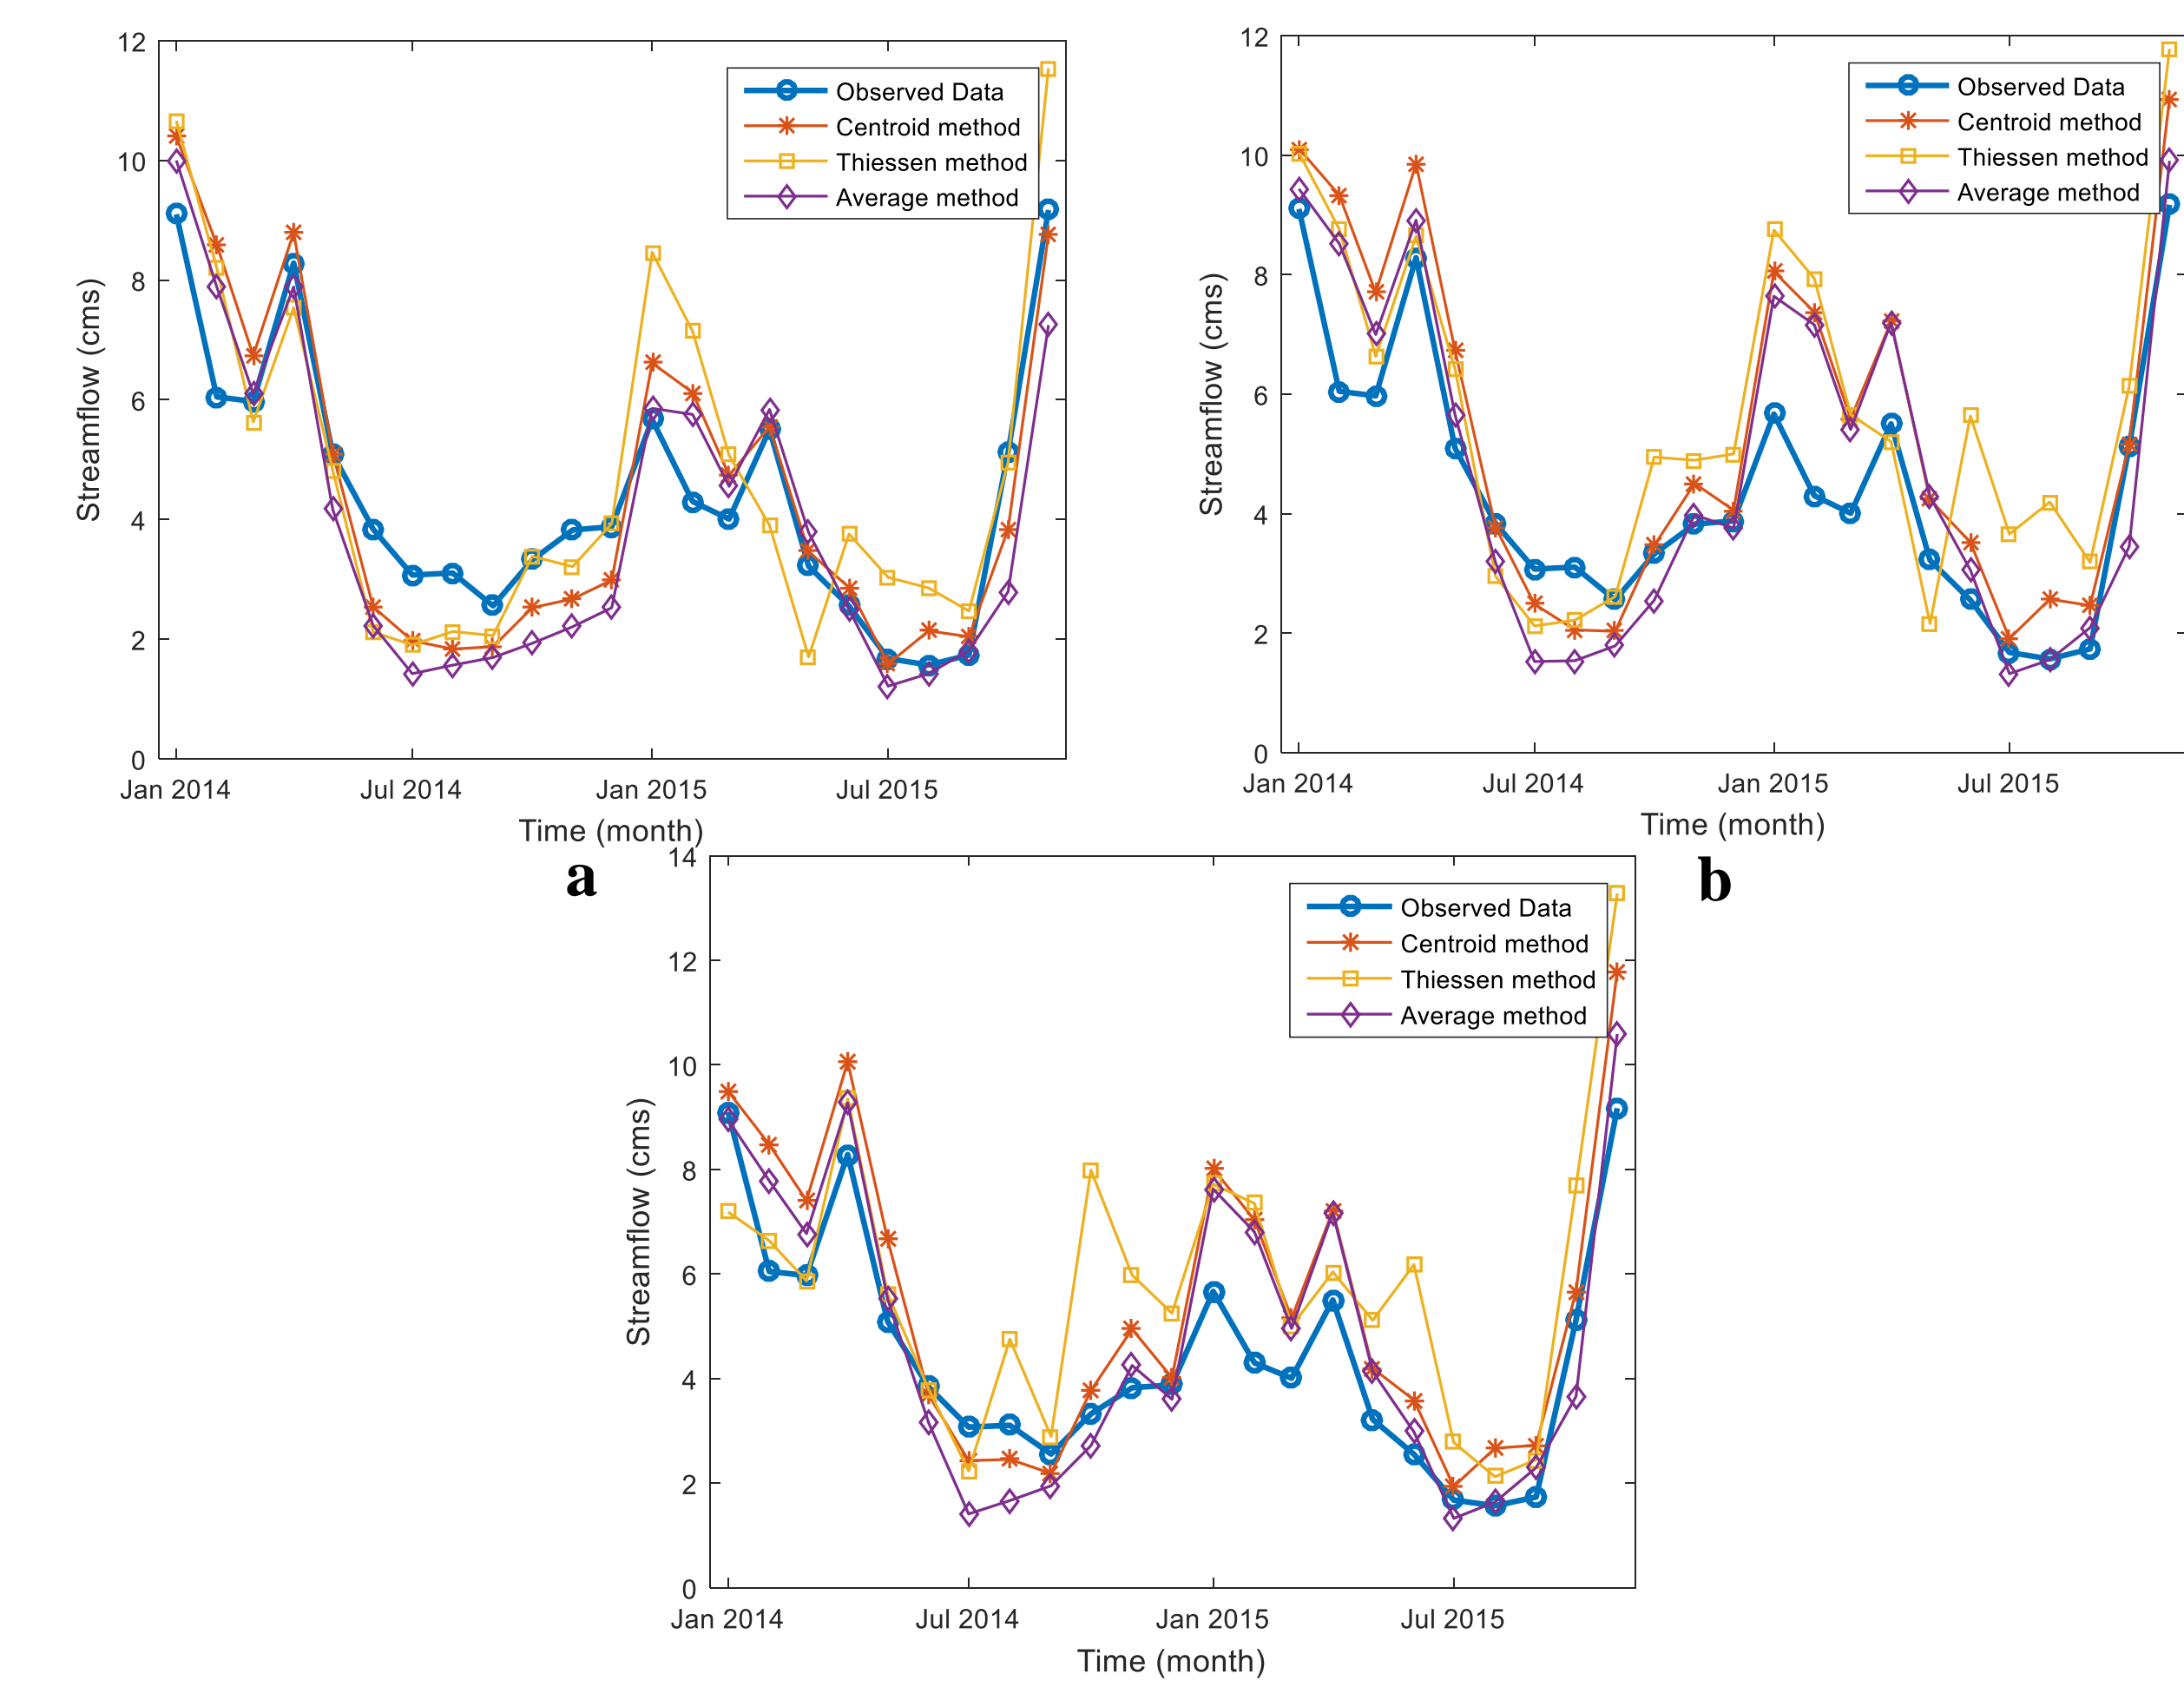 12
10
8
6
4
2
0
Streamflow (cms)
Observed Data
Centroid method
Thiessen method
Average method
Jan 2014 Jul 2014 Jan 2015 Jul 2015
Time (month)
a
12
10
8
6
4
2
0
Streamflow (cms)
Observed Data
Centroid method
Thiessen method
Average method
Jan 2014 Jul 2014 Jan 2015 Jul 2015
Time (month)
b
14
12
10
8
6
4
2
0
Streamflow (cms)
Observed Data
Centroid method
Thiessen method
Average method
Jan 2014 Jul 2014 Jan 2015 Jul 2015
Time (month)